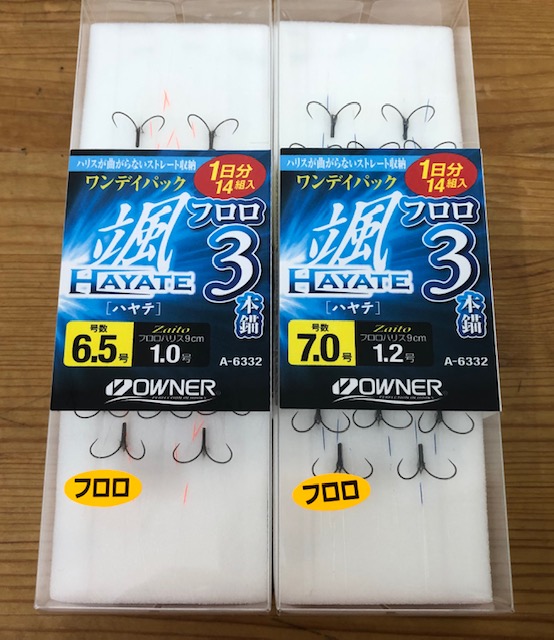 ハリスが曲がらないストレート収納
ワンデイパック
1日分
14組入
颯
フロロ
HAYATE
3
本錨
[ハヤテ]
号数
6.5号
Zaito
フロロハリス9cm
1.0号
A-6332
OWNER
フロロ
ハリスが曲がらないストレート収納
ワンデイパック
1日分
14組入
颯
フロロ
HAYATE
3
本錨
[ハヤテ]
号数
7.0号
Zaito
フロロハリス9cm
1.2号
A-6332
OWNER
フロロ